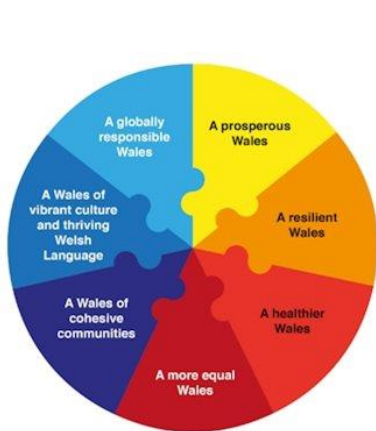 A prosperous
Wales
A resilient
Wales
A healthier
Wales
A more equal
Wales
A Wales of
cohesive
communities
A Wales of
vibrant culture
and thriving
Welsh
Language
A globally
responsible
Wales